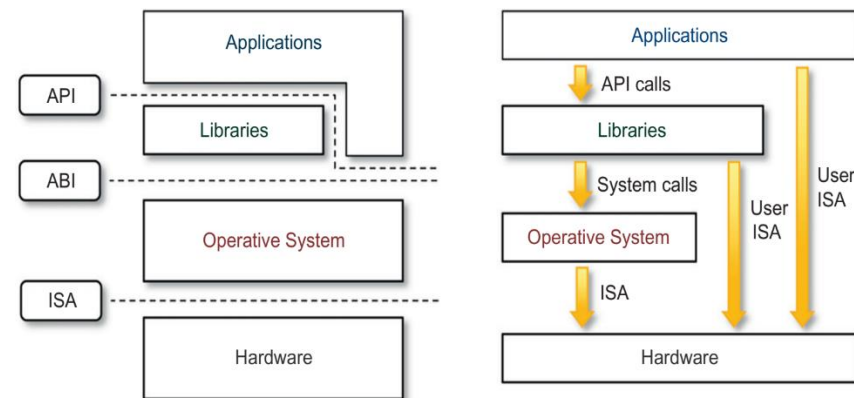 Applications
API
Libraries
ABI
Operative System
ISA
Hardware
Applications
API calls
Libraries
System calls
User
ISA
User
ISA
Operative System
ISA
Hardware